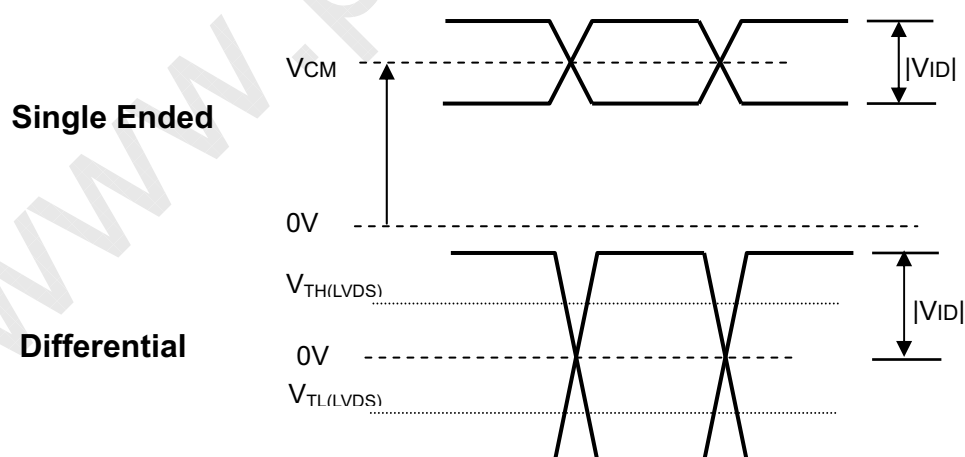 VCM
|VID|
Single Ended
0V
VTH(LVDS)
|VID|
Differential
0V
VTL(LVDS)